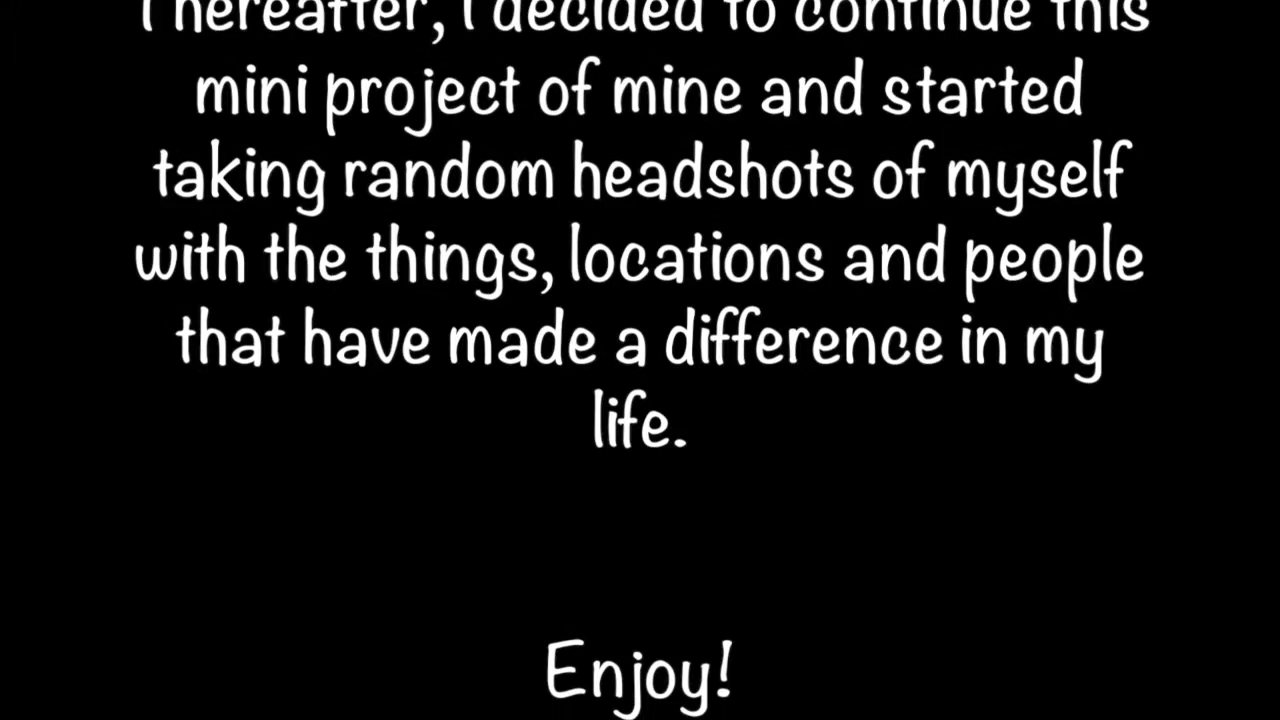 Thereafter, I decided to continue this
mini project of mine and started
taking random headshots of myself
with the things, locations and people
that have made a difference in my
life.
Enjoy!